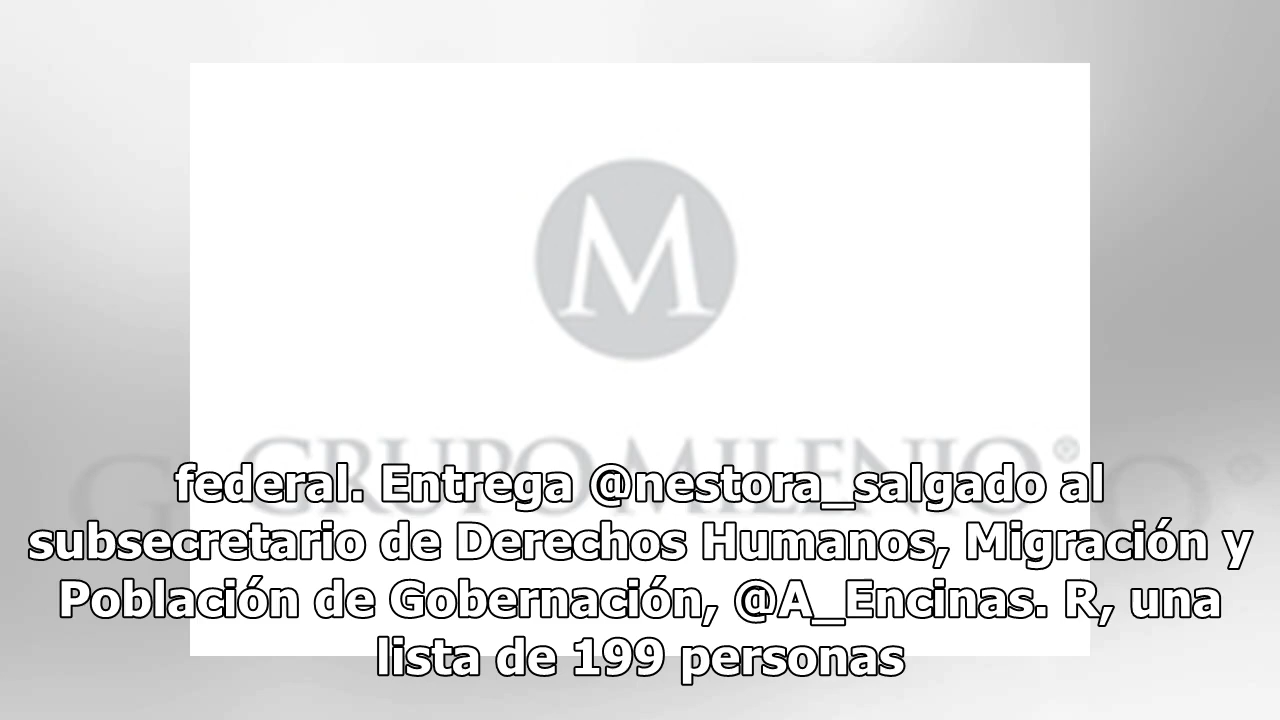 M
GRUPO MILENIO®
federal. Entrega @nestora_salgado al
subsecretario de Derechos Humanos, Migración y
Población de Gobernación, @A_Encinas. R, una
lista de 199 personas